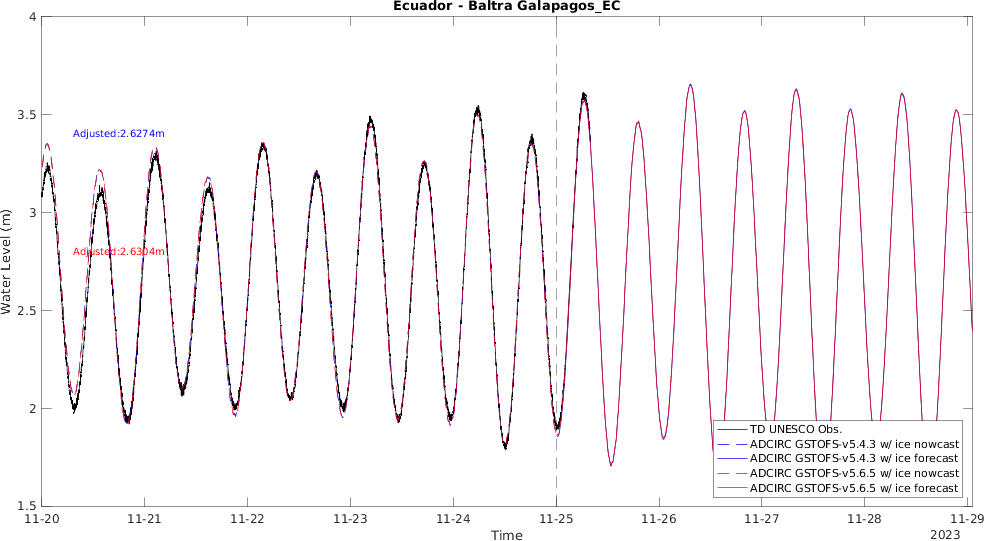 Ecuador - Baltra Galapagos_EC
4
3.5
3
2.5
2
1.5
Water Level (m)
Adjusted:2.6274m
Adjusted:2.6304m
TD UNESCO Obs.
ADCIRC GSTOFS-v5.4.3 w/ ice nowcast
ADCIRC GSTOFS-v5.4.3 w/ ice forecast
ADCIRC GSTOFS-v5.6.5 w/ ice nowcast
ADCIRC GSTOFS-v5.6.5 w/ ice forecast
11-20 11-21 11-22 11-23 11-24 11-25 11-26 11-27 11-28 11-29
Time
2023